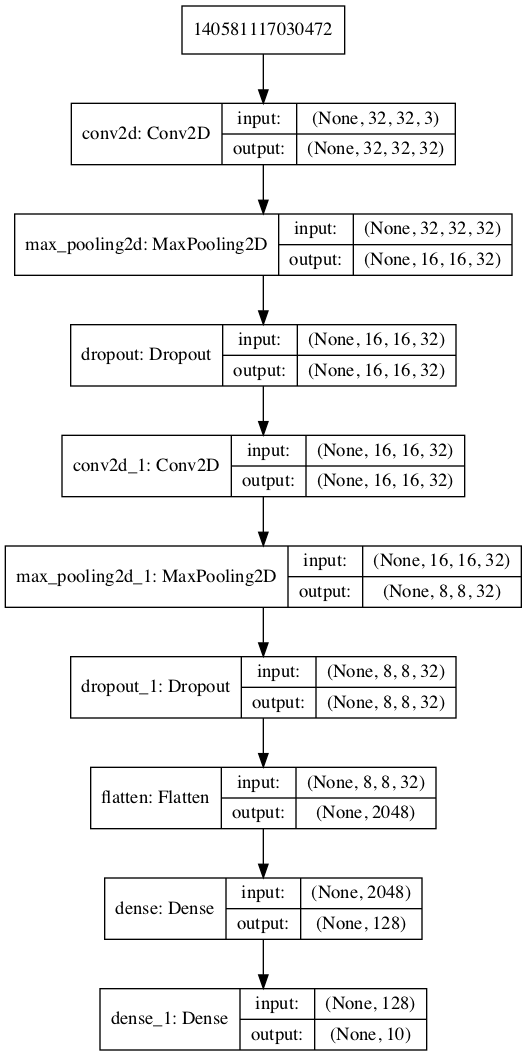 140581117030472
conv2d: Conv2D
input:
(None, 32, 32, 3)
output:
(None, 32, 32, 32)
max_pooling2d: MaxPooling2D
input:
(None, 32, 32, 32)
output:
(None, 16, 16, 32)
dropout: Dropout
input:
(None, 16, 16, 32)
output:
(None, 16, 16, 32)
conv2d_1: Conv2D
input:
(None, 16, 16, 32)
output:
(None, 16, 16, 32)
max_pooling2d_1: MaxPooling2D
input:
(None, 16, 16, 32)
output:
(None, 8, 8, 32)
dropout_1: Dropout
input:
(None, 8, 8, 32)
output:
(None, 8, 8, 32)
flatten: Flatten
input:
(None, 8, 8, 32)
output:
(None, 2048)
dense: Dense
input:
(None, 2048)
output:
(None, 128)
dense_1: Dense
input:
(None, 128)
output:
(None, 10)